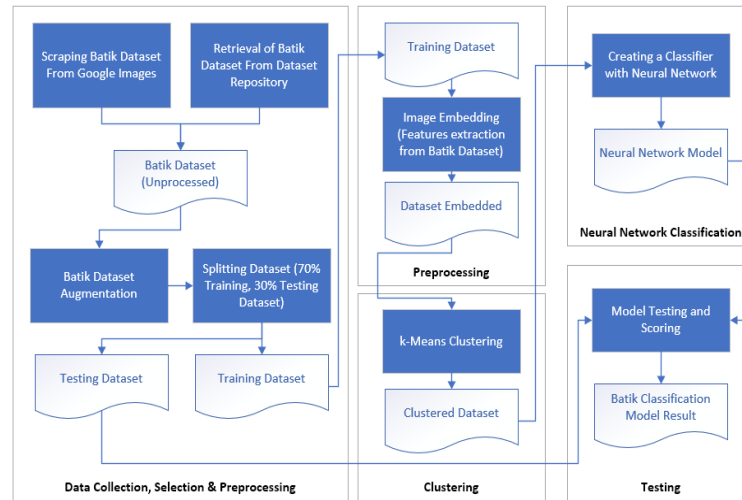 Scraping Batik Dataset
From Google Images
Retrieval of Batik
Dataset From Dataset
Repository
Batik Dataset
(Unprocessed)
Batik Dataset
Augmentation
Splitting Dataset (70%
Training, 30% Testing
Dataset)
Testing Dataset
Training Dataset
Data Collection, Selection & Preprocessing
Training Dataset
Image Embedding
(Features extraction
from Batik Dataset)
Dataset Embedded
Preprocessing
k-Means Clustering
Clustered Dataset
Clustering
Creating a Classifier
with Neural Network
Neural Network Model
Neural Network Classification
Model Testing and
Scoring
Batik Classification
Model Result
Testing